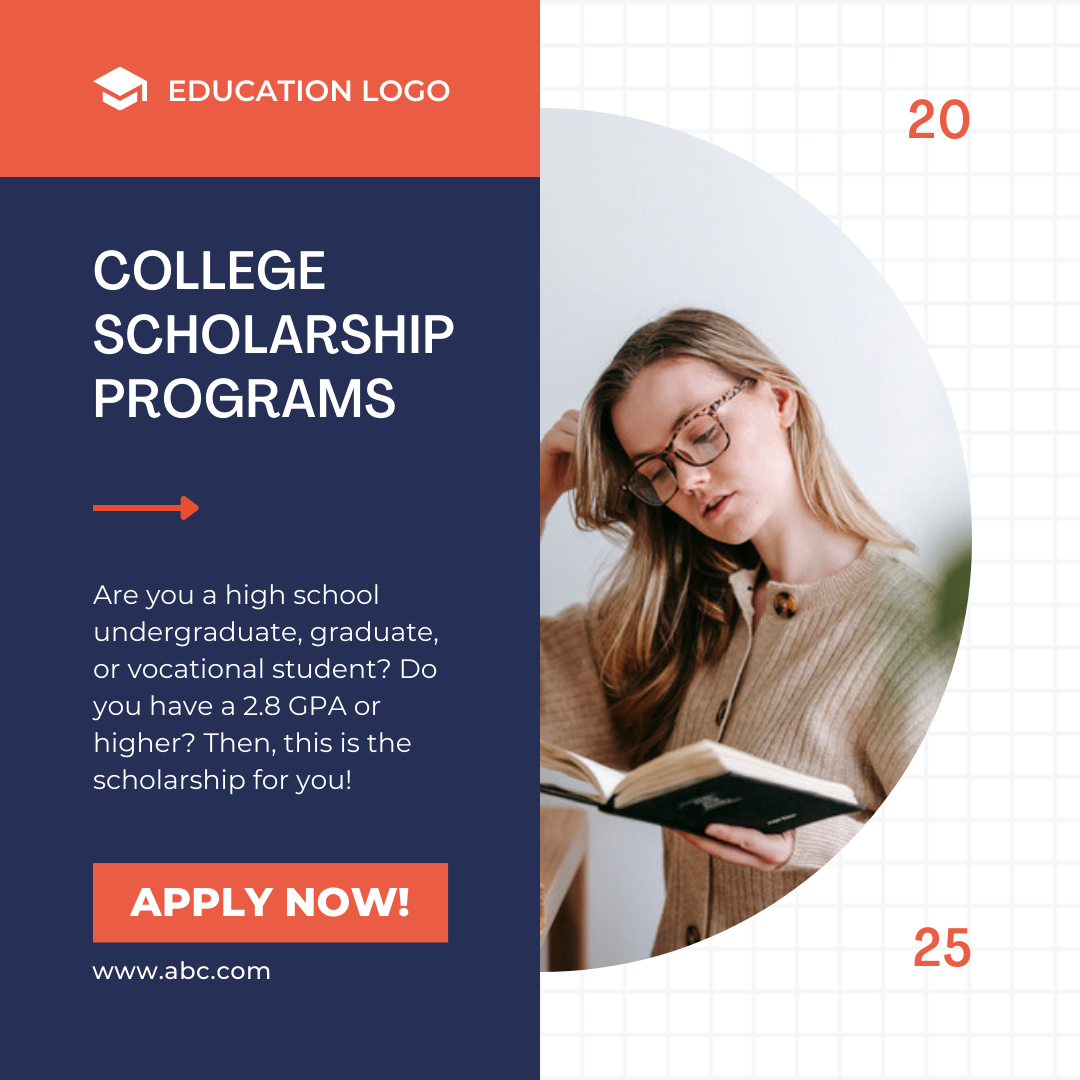 EDUCATION LOGO
COLLEGE
SCHOLARSHIP
PROGRAMS
Are you a high school
undergraduate, graduate,
or vocational student? Do
you have a 2.8 GPA or
higher? Then, this is the
scholarship for you!
APPLY NOW!
www.abc.com
20
25